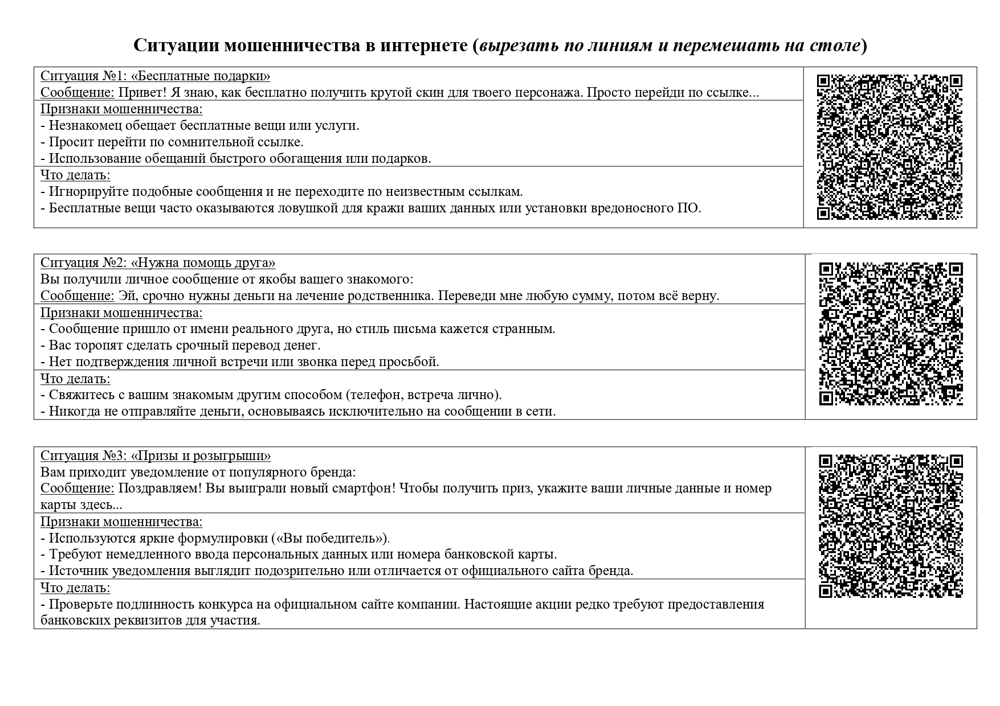 Ситуации мошенничества в интернете (вырезать по линиям и перемешать на столе)
Ситуация №1: «Бесплатные подарки»
Сообщение: Привет! Я знаю, как бесплатно получить крутой скин для твоего персонажа. Просто перейди по ссылке...
Признаки мошенничества:
- Незнакомец обещает бесплатные вещи или услуги.
- Просит перейти по сомнительной ссылке.
- Использование обещаний быстрого обогащения или подарков.
Что делать:
- Игнорируйте подобные сообщения и не переходите по неизвестным ссылкам.
- Бесплатные вещи часто оказываются ловушкой для кражи ваших данных или установки вредоносного ПО.
Ситуация №2: «Нужна помощь друга»
Вы получили личное сообщение от якобы вашего знакомого:
Сообщение: Эй, срочно нужны деньги на лечение родственника. Переведи мне любую сумму, потом всё верну.
Признаки мошенничества:
- Сообщение пришло от имени реального друга, но стиль письма кажется странным.
- Вас торопят сделать срочный перевод денег.
- Нет подтверждения личной встречи или звонка перед просьбой.
Что делать:
- Свяжитесь с вашим знакомым другим способом (телефон, встреча лично).
- Никогда не отправляйте деньги, основываясь исключительно на сообщении в сети.
Ситуация №3: «Призы и розыгрыши»
Вам приходит уведомление от популярного бренда:
Сообщение: Поздравляем! Вы выиграли новый смартфон! Чтобы получить приз, укажите ваши личные данные и номер
карты здесь...
Признаки мошенничества:
- Используются яркие формулировки («Вы победитель»).
- Требуют немедленного ввода персональных данных или номера банковской карты.
- Источник уведомления выглядит подозрительно или отличается от официального сайта бренда.
Что делать:
- Проверьте подлинность конкурса на официальном сайте компании. Настоящие акции редко требуют предоставления
банковских реквизитов для участия.